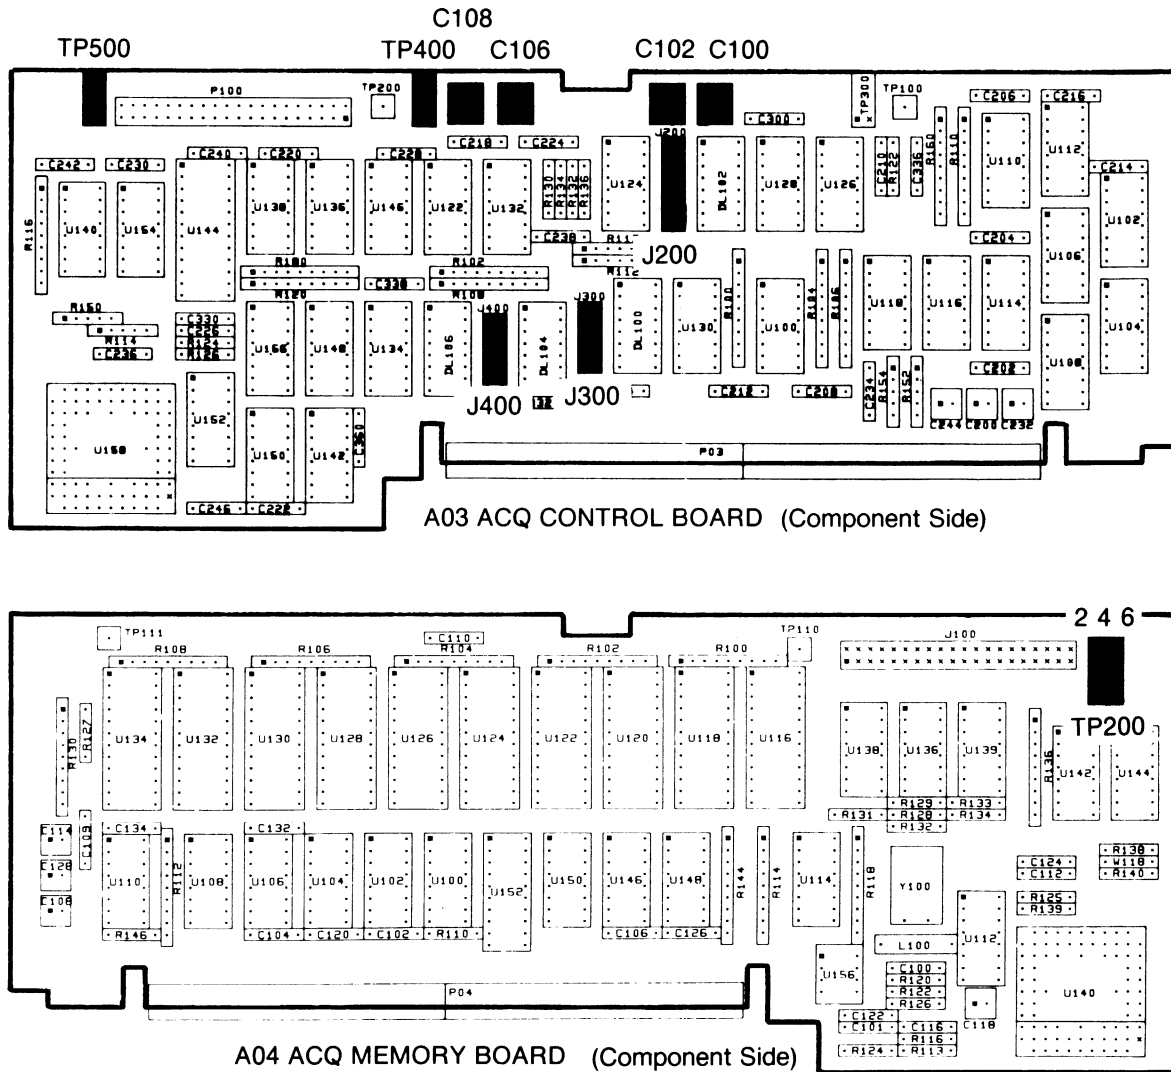 C108
TP500 TP400 C106 C102 C100
P100 TP200 TP300 TP100 C206 C216
C300
J200
C218 C224
C242 C230 C240 C220 C228
C210 R122 C336 R160 R110 U110 U112
C214
R116 U140 U154 U144 U138 U136 U146 U122 U132
R130 R134 R132 R136 U124 DL102 U128 U126
U102
C238 C204
J200
R180 R102
R112
R120 C338 R108
U106
R150 C330 J400 J300
R114 C226
R124
C236 R126
U148 U134 DL106 DL104 DL100 U130 R100 U100 R104 R106 U118 U116 U114 U104
U152 C202 U108
J400 J300 C212 C208 C234 R154 R152
C244 C200 C232
U158 U150 U142 C360
P03
C246 C222
A03 ACQ CONTROL BOARD (Component Side)
2 4 6
TP111 C110 TP110 J100
R108 R106 R104 R102 R100
TP200
R130 R127 U134 U132 U130 U128 U126 U124 U122 U120 U118 U116
U138 U136 U139 R136 U142 U144
R129 R133
R131 R128 R134
R132
C114 C109 C134 C132
C128
C108
U110 R112 U108 U106 U104 U102 U100 U152 U150 U146 U148 R144 R114 U114 R118 Y100
C124 R138
C112 W118
R140
R125
R139
R146 C104 C120 C102 R110 C106 C126
L100 U112
U156 C100
R120
R122
R126
P04 U140
C118
C122
C101 C116
R116
R124 R113
A04 ACQ MEMORY BOARD (Component Side)